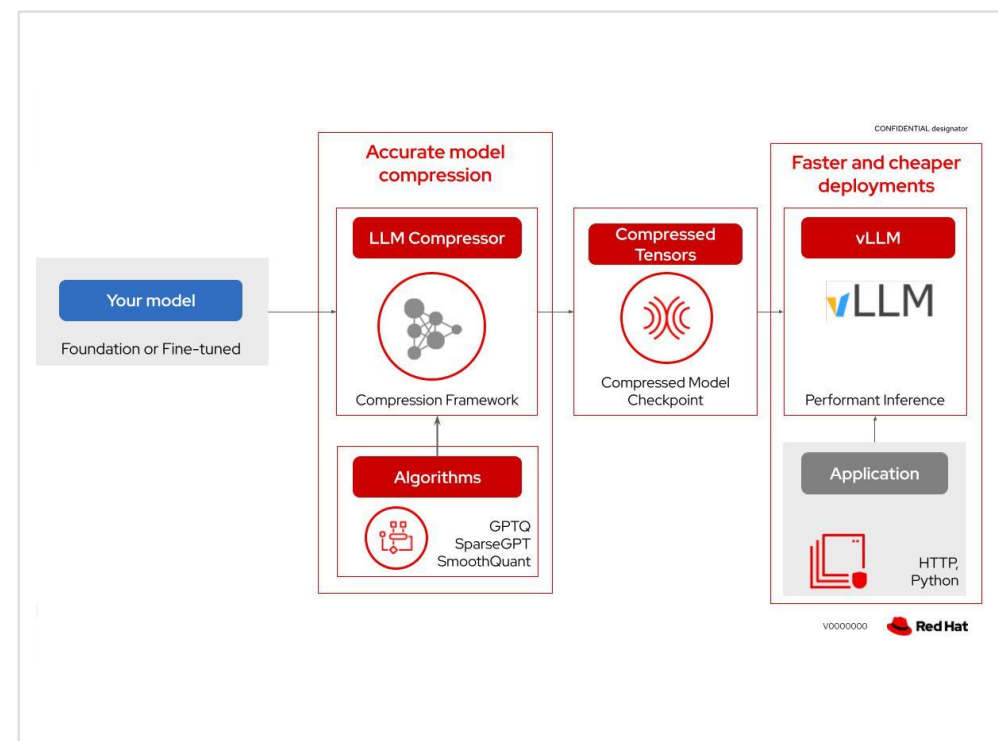 CONFIDENTIAL designator
Accurate model
compression
Faster and cheaper
deployments
LLM Compressor
Compressed
Tensors
vLLM
Your model
vLLM
Foundation or Fine-tuned
Compression Framework
Compressed Model
Checkpoint
Performant Inference
Algorithms
GPTQ
SparseGPT
SmoothQuant
Application
HTTP,
Python
V0000000
Red Hat